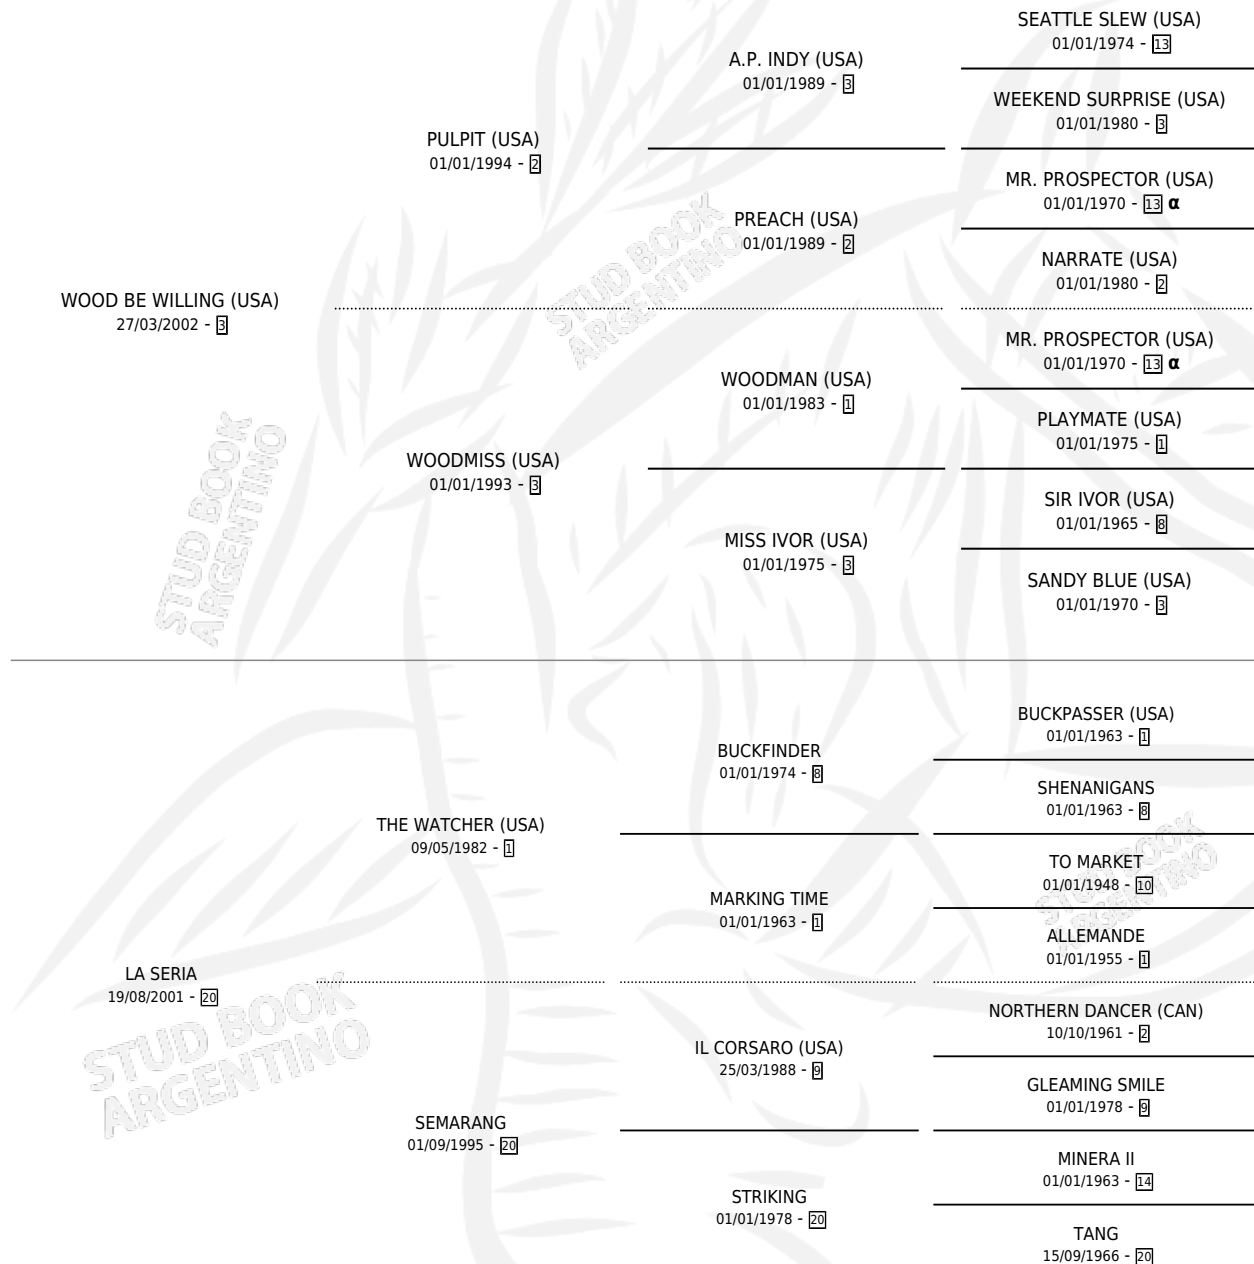 SEATTLE SLEW (USA)
01/01/1974 - 13
A.P. INDY (USA)
01/01/1989 - 3
WEEKEND SURPRISE (USA)
01/01/1980 - 3
PULPIT (USA)
01/01/1994 - 2
MR. PROSPECTOR (USA)
01/01/1970 - 13 α
PREACH (USA)
01/01/1989 - 2
NARRATE (USA)
01/01/1980 - 2
WOOD BE WILLING (USA)
27/03/2002 - 3
MR. PROSPECTOR (USA)
01/01/1970 - 13 α
WOODMAN (USA)
01/01/1983 - 1
PLAYMATE (USA)
01/01/1975 - 1
WOODMISS (USA)
01/01/1993 - 3
SIR IVOR (USA)
01/01/1965 - 8
MISS IVOR (USA)
01/01/1975 - 3
SANDY BLUE (USA)
01/01/1970 - 3
BUCKPASSER (USA)
01/01/1963 - 1
BUCKFINDER
01/01/1974 - 8
SHENANIGANS
01/01/1963 - 8
THE WATCHER (USA)
09/05/1982 - 1
TO MARKET
01/01/1948 - 10
MARKING TIME
01/01/1963 - 1
ALLEMANDE
01/01/1955 - 1
LA SERIA
19/08/2001 - 20
NORTHERN DANCER (CAN)
10/10/1961 - 2
IL CORSARO (USA)
25/03/1988 - 9
GLEAMING SMILE
01/01/1978 - 9
SEMARANG
01/09/1995 - 20
MINERA II
01/01/1963 - 14
STRIKING
01/01/1978 - 20
TANG
15/09/1966 - 20
STUD BOOK
ARGENTINO
STUD BOOK
ARGENTINO
STUD BOOK
ARGENTINO
STUD BOOK
ARGENTINO